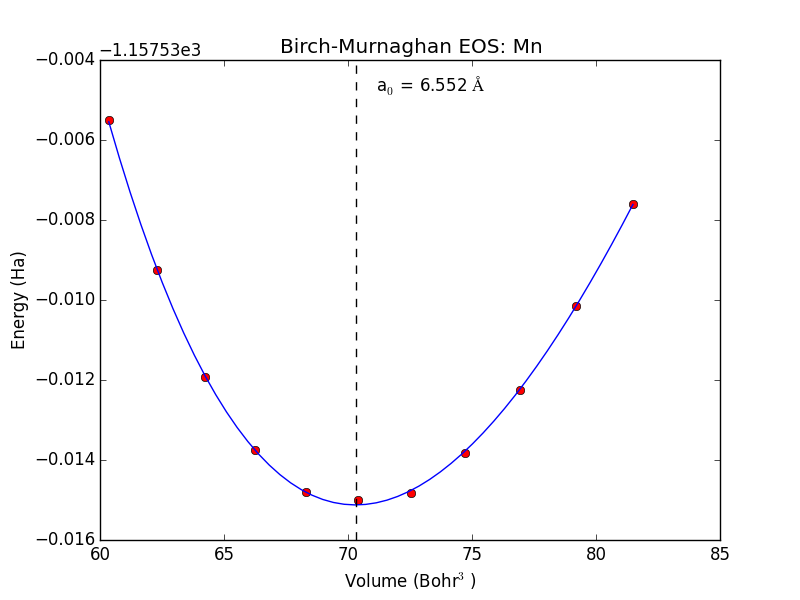 Birch-Murnaghan EOS: Mn
−1.15753e3
a₀ = 6.552 Å
−0.004
−0.006
−0.008
−0.010
−0.012
−0.014
−0.016
Energy (Ha)
60 65 70 75 80 85
Volume (Bohr³ )